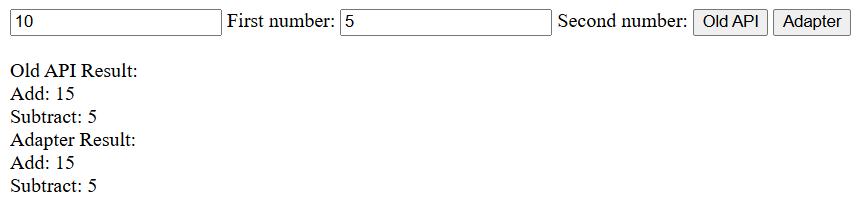 10 First number: 5 Second number: Old API Adapter
Old API Result:
Add: 15
Subtract: 5
Adapter Result:
Add: 15
Subtract: 5